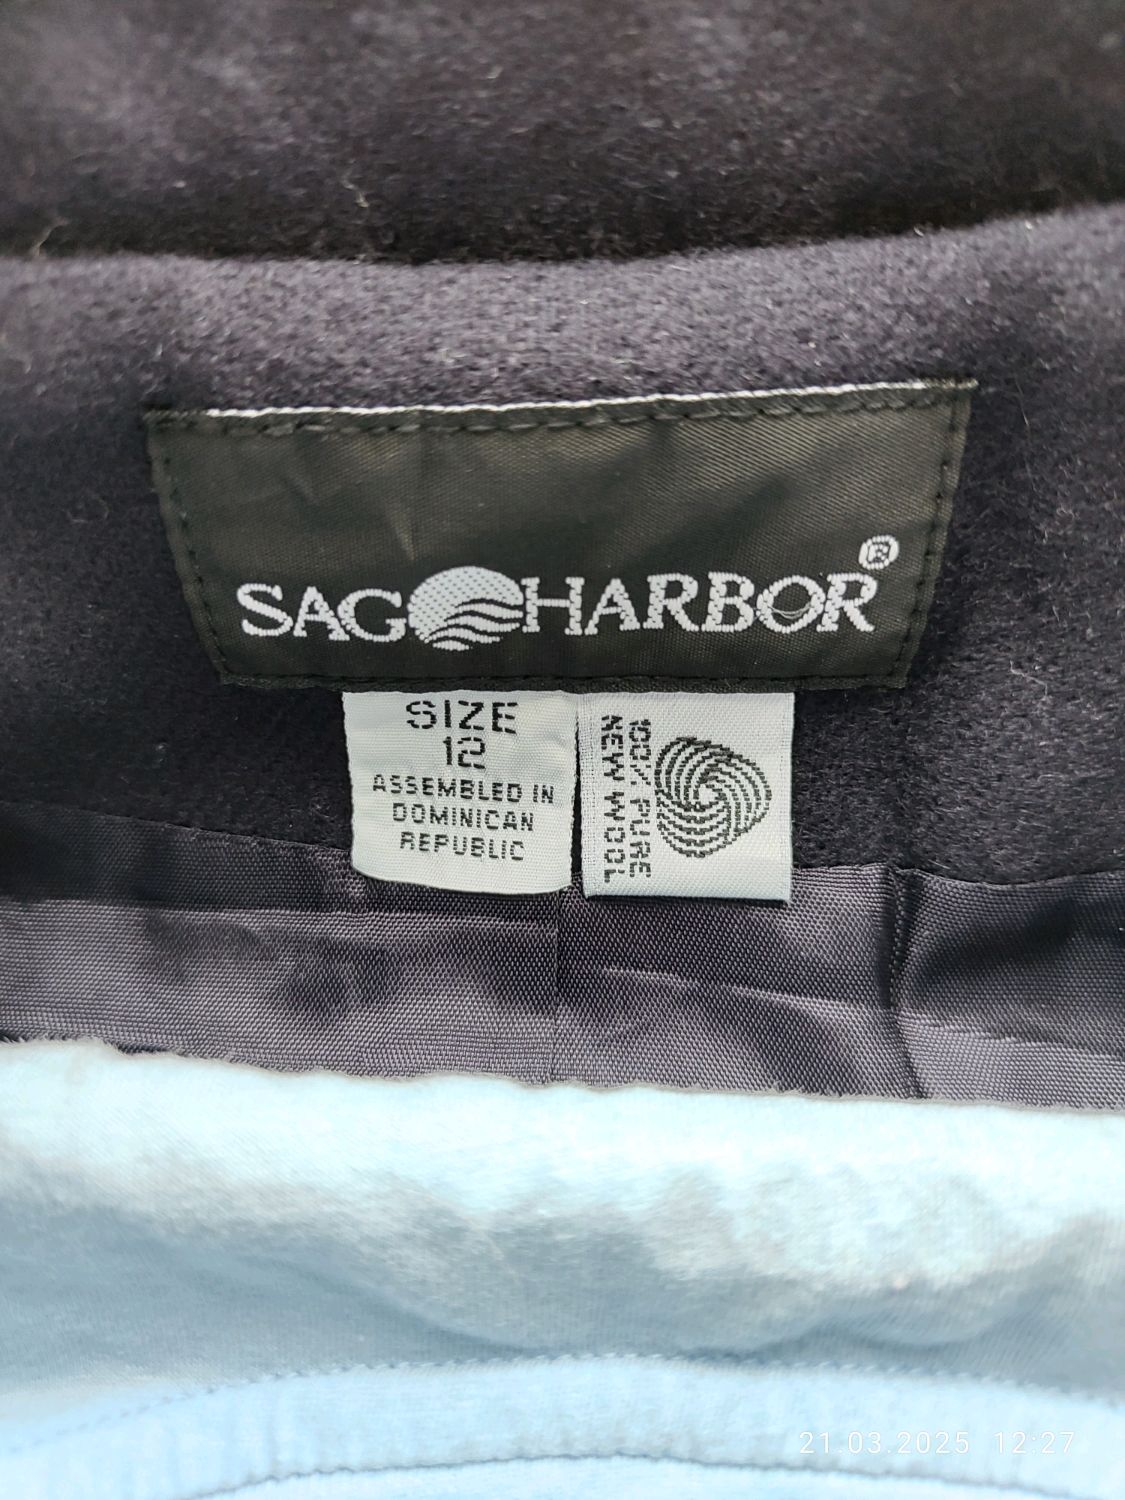 SAG HARBOR®
SIZE
12
ASSEMBLED IN
DOMINICAN
REPUBLIC
100% PURE
NEW WOOL
21.03.2025 12:27